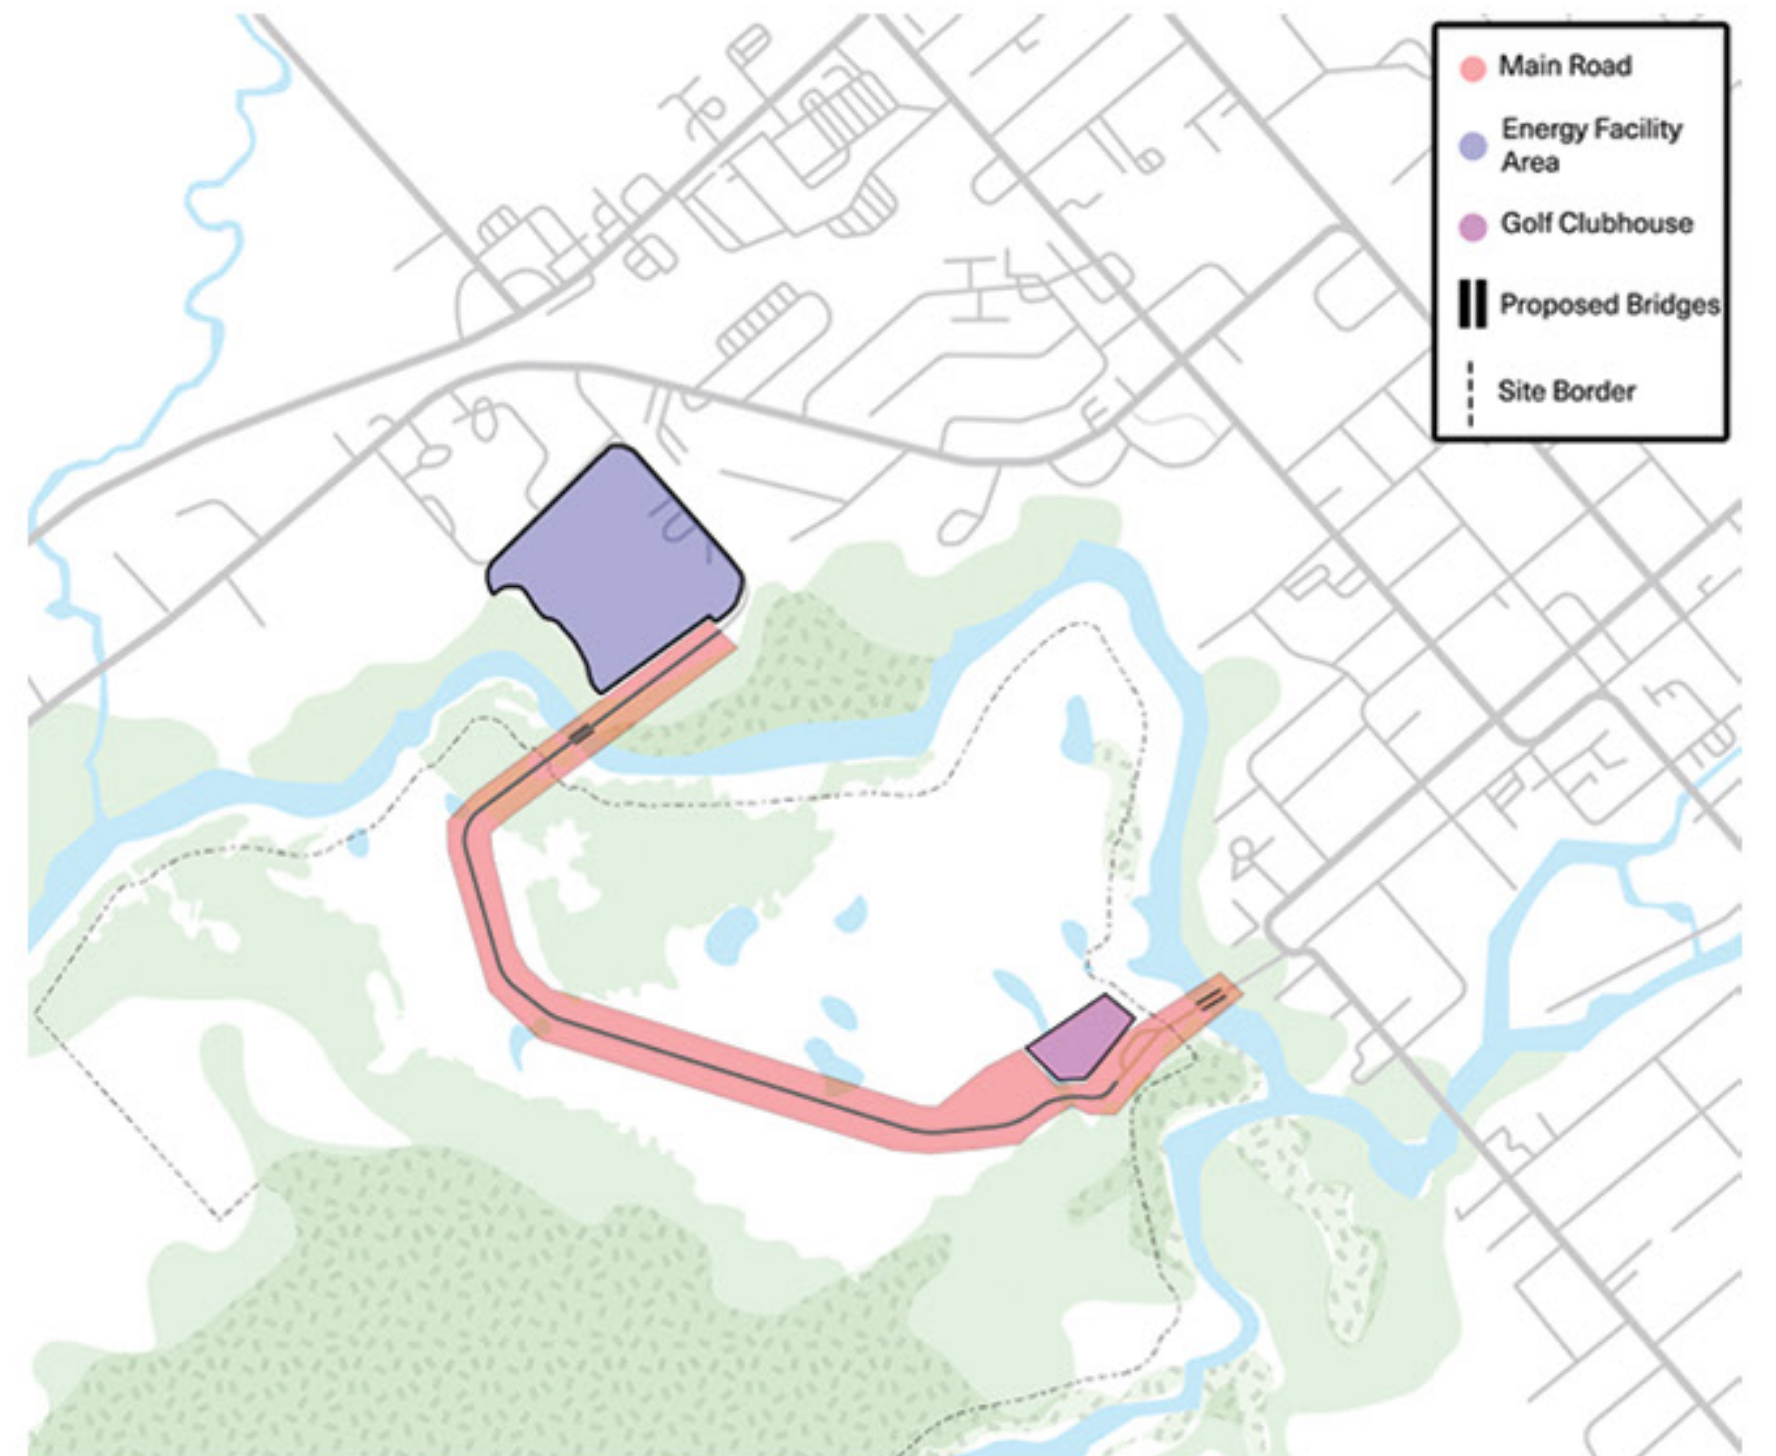 Main Road
Energy Facility
Area
Golf Clubhouse
Proposed Bridges
Site Border